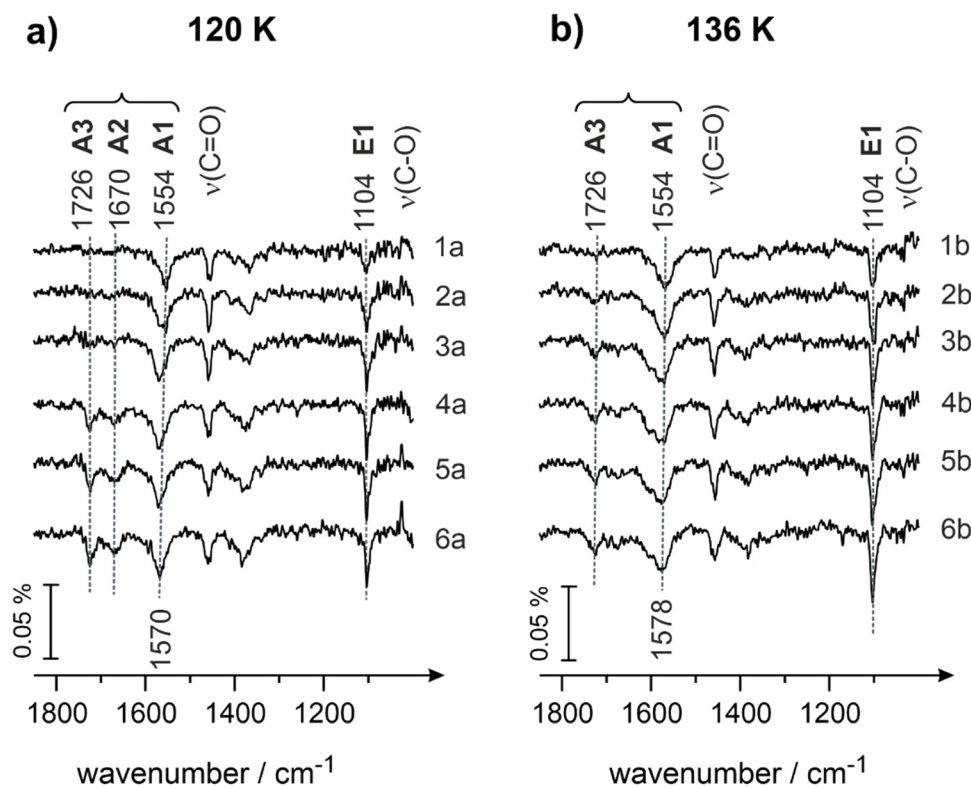 a) 120 K
1726 A3
1670 A2
1554 A1
ν(C=O)
1104 E1
ν(C-O)
1a
2a
3a
4a
5a
6a
0.05 %
1570
1800 1600 1400 1200
wavenumber / cm-1
b) 136 K
1726 A3
1554 A1
ν(C=O)
1104 E1
ν(C-O)
1b
2b
3b
4b
5b
6b
0.05 %
1578
1800 1600 1400 1200
wavenumber / cm-1